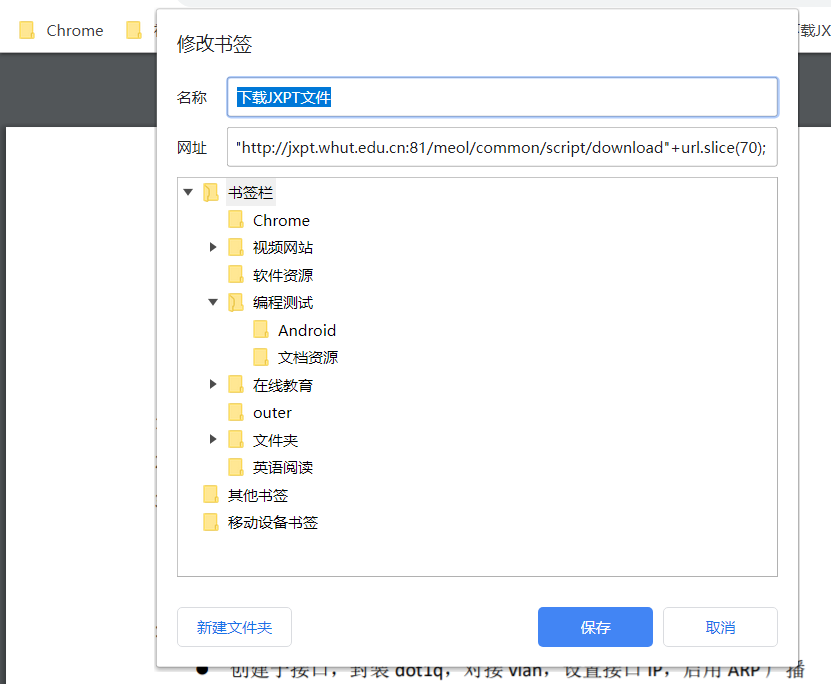 Chrome
载JX
修改书签
名称
下载JXPT文件
网址
"http://jxpt.whut.edu.cn:81/meol/common/script/download"+url.slice(70);
书签栏
Chrome
视频网站
软件资源
编程测试
Android
文档资源
在线教育
outer
文件夹
英语阅读
其他书签
移动设备书签
新建文件夹
保存
取消
创建子接口，封装 dot1q，对接 vlan，设置接口 IP，启用 ARP 广播